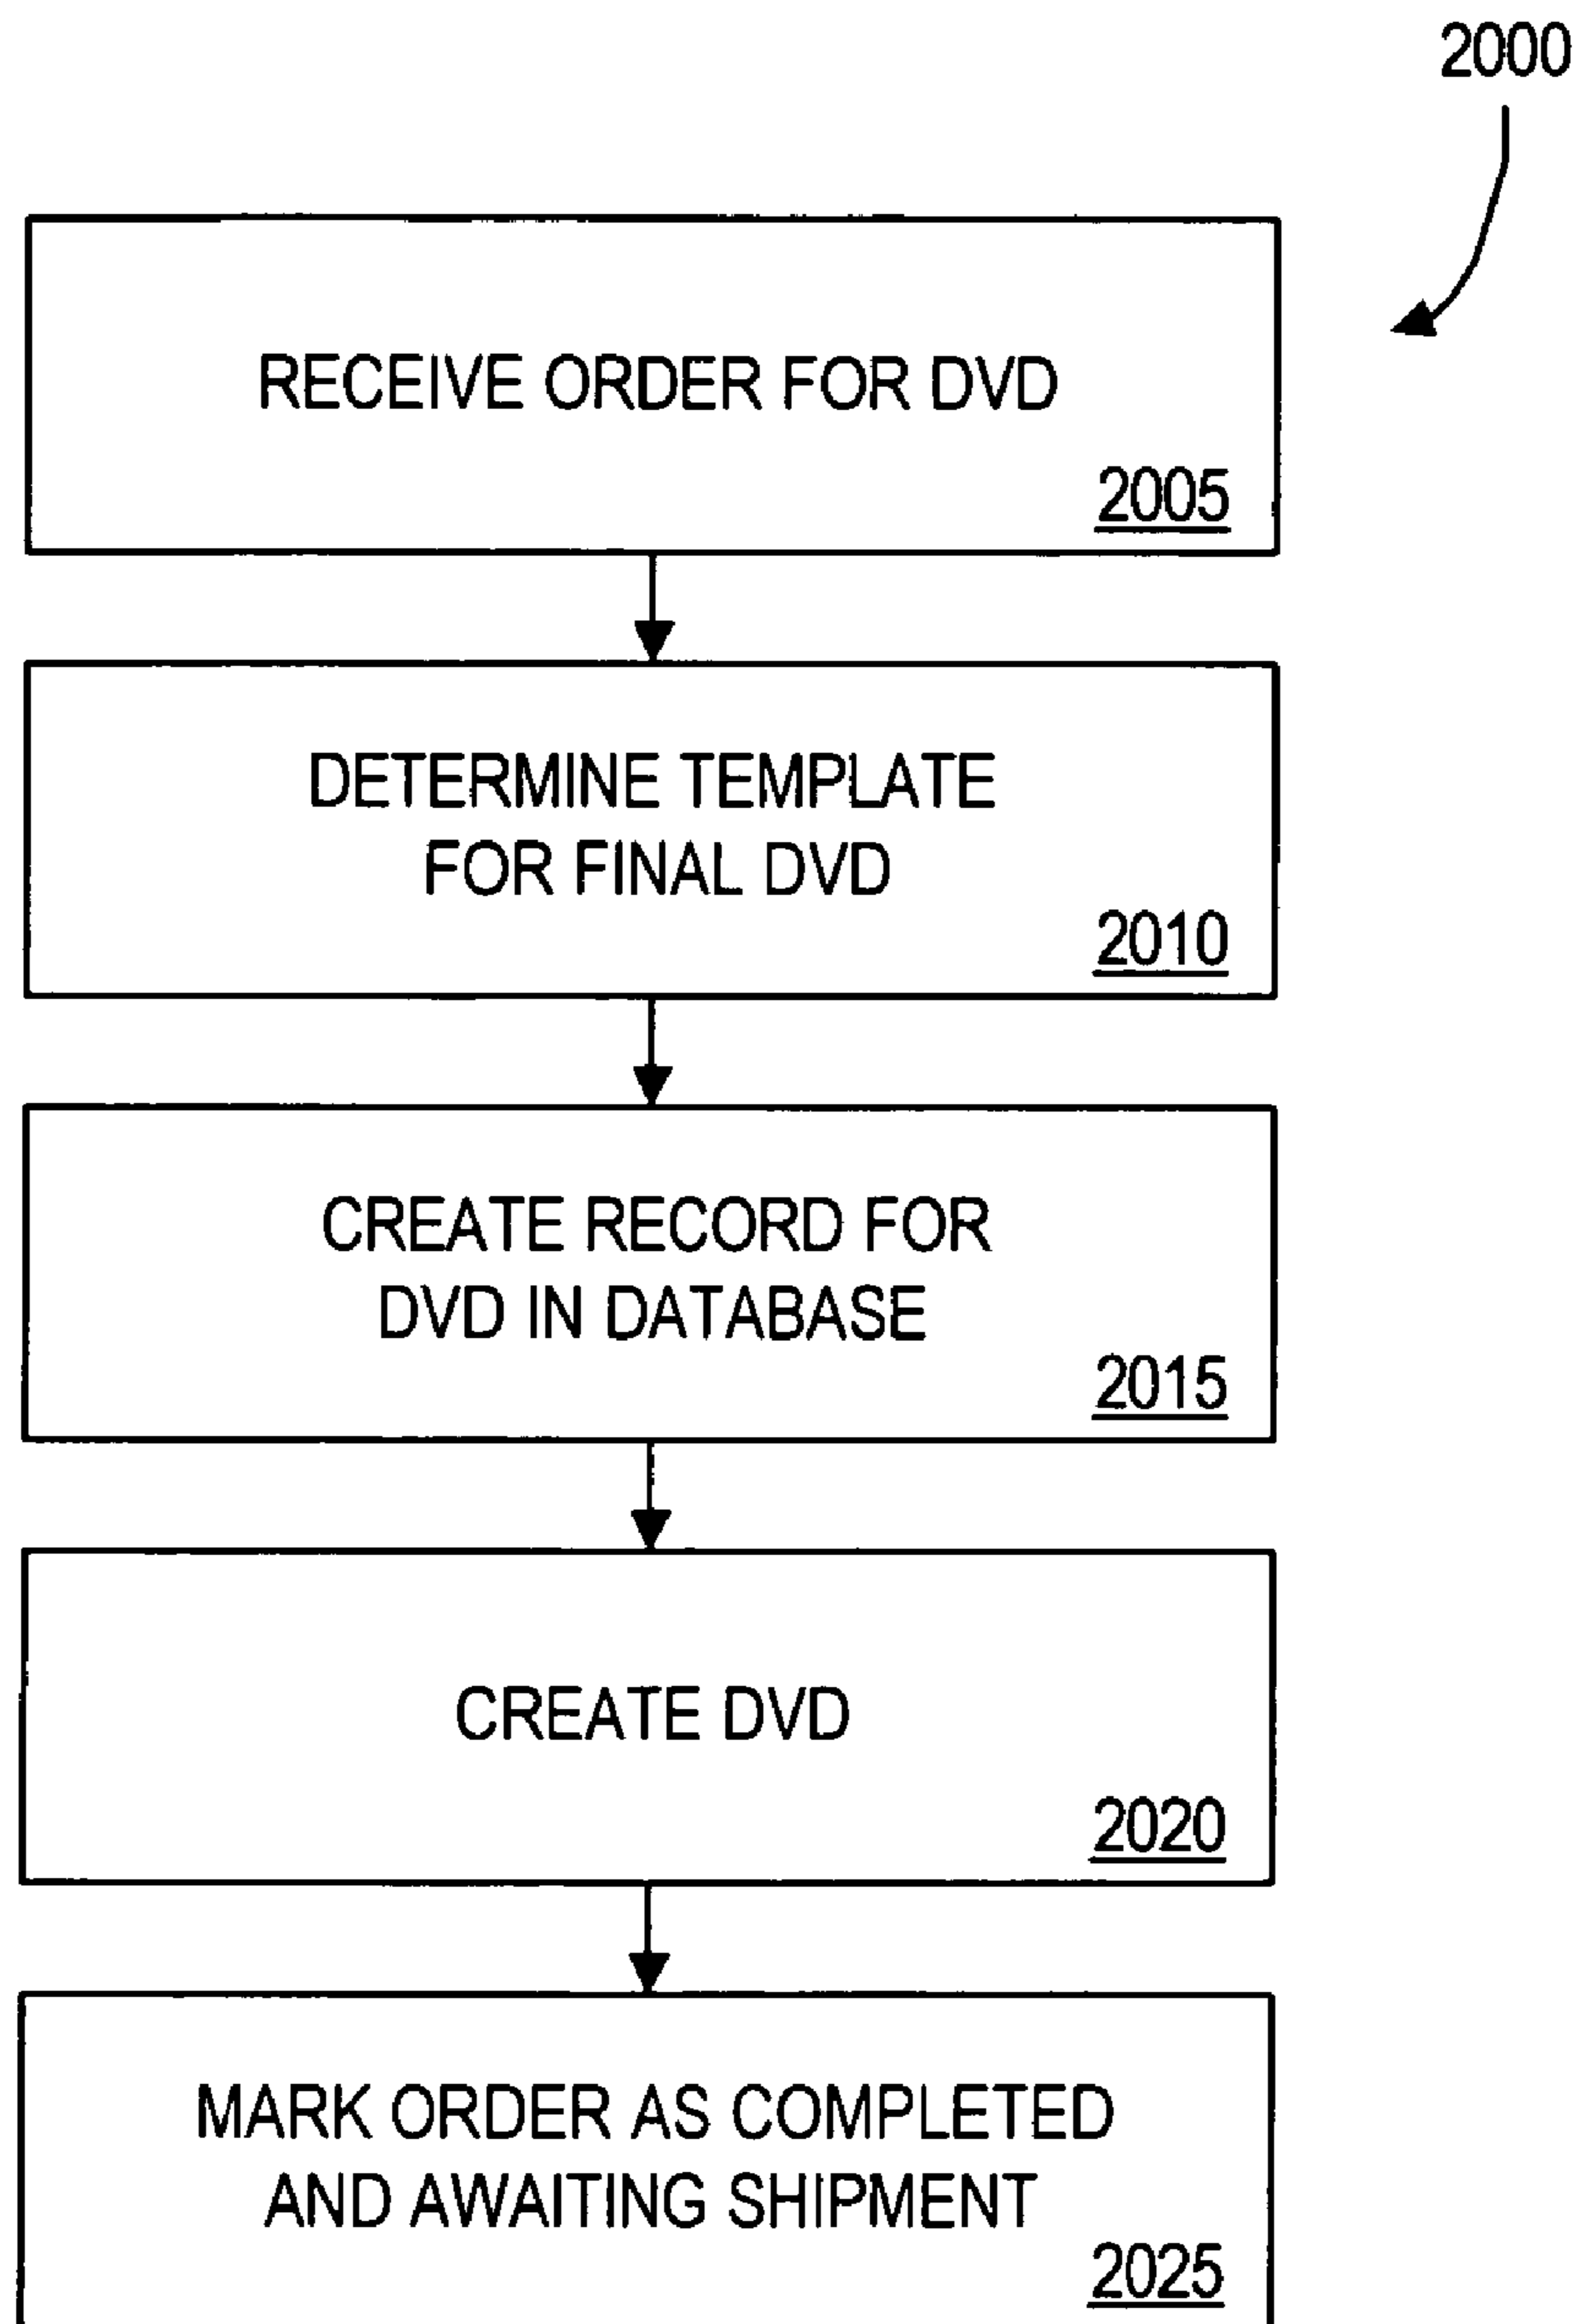 2000
RECEIVE ORDER FOR DVD
2005
DETERMINE TEMPLATE
FOR FINAL DVD
2010
CREATE RECORD FOR
DVD IN DATABASE
2015
CREATE DVD
2020
MARK ORDER AS COMPLETED
AND AWAITING SHIPMENT
2025